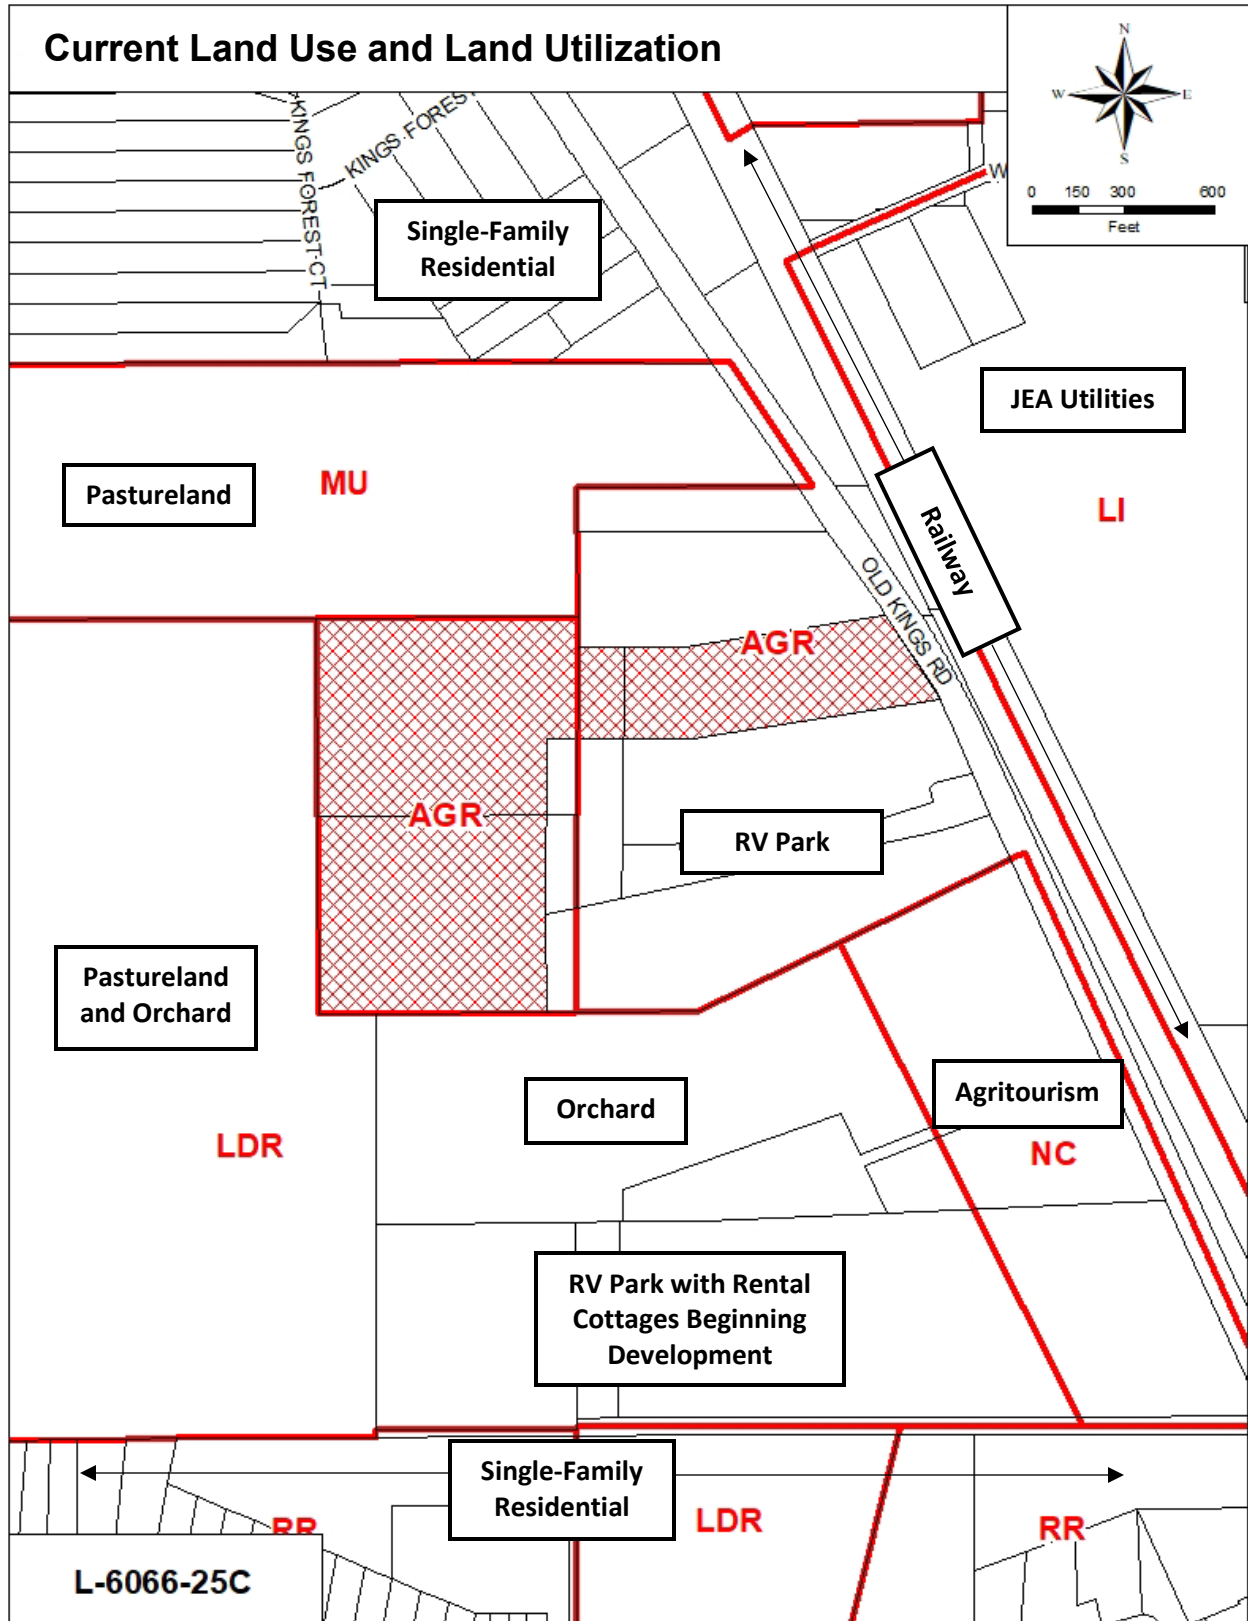 Current Land Use and Land Utilization
N
W
E
S
0 150 300 600
Feet
KINGS FOREST CT
KINGS FOREST
W
Single-Family
Residential
JEA Utilities
Pastureland
MU
LI
Railway
OLD KINGS RD
AGR
AGR
RV Park
Pastureland
and Orchard
Orchard
Agritourism
LDR
NC
RV Park with Rental
Cottages Beginning
Development
Single-Family
Residential
RR
LDR
RR
L-6066-25C